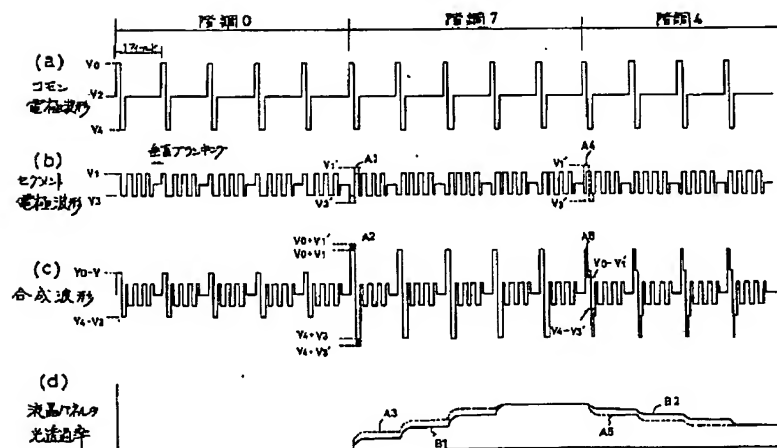 階調0 階調7 階調4
(a)
コモン
電極波形
1フィールド
V0
V2
V4
(b)
セグメント
電極波形
垂直ブランキング
V1
V3
V1' A1
V3'
V1' A4
V3'
(c)
合成波形
V0-V
V4-V3
V0+V1' A2
V0+V1
V4+V3
V4+V3'
V0-V1'
V4-V3'
(d)
液晶パネルの
光透過率
A3
B1
A5
B2